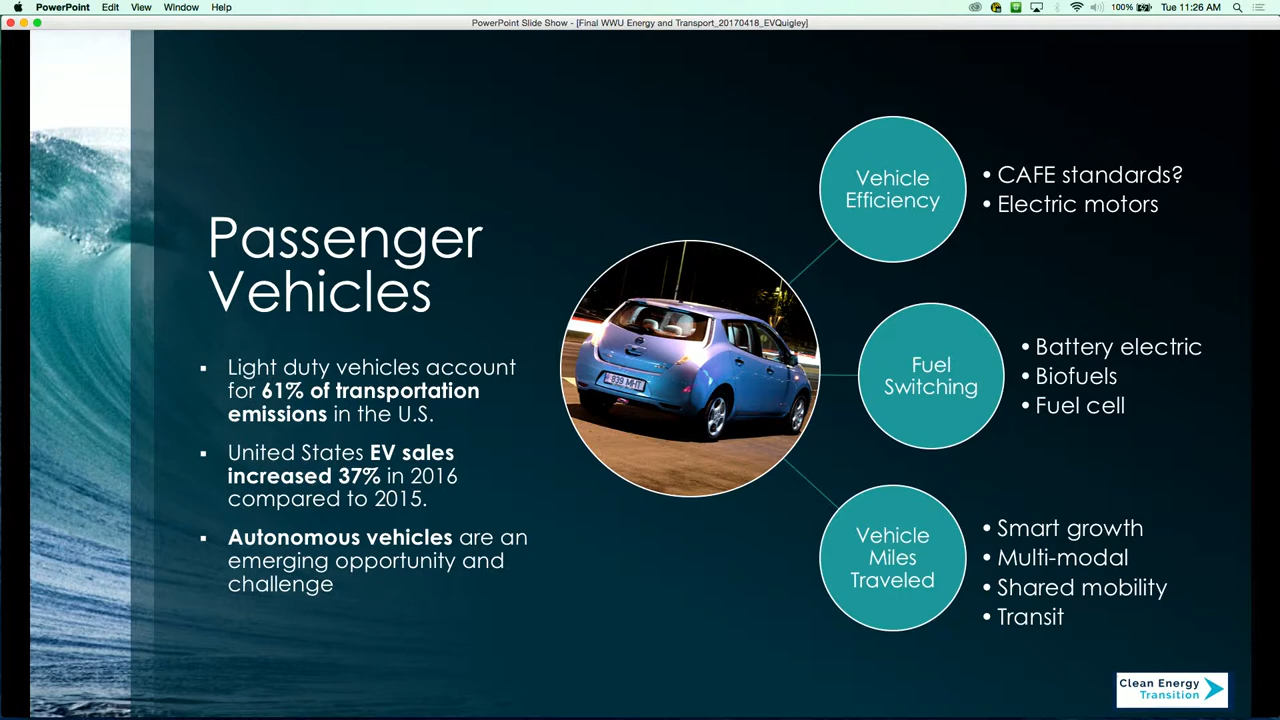 PowerPoint Edit View Window Help 100% Tue 11:26 AM
PowerPoint Slide Show - [Final WWU Energy and Transport_20170418_EVQuigley]
Passenger
Vehicles
▪ Light duty vehicles account
for 61% of transportation
emissions in the U.S.
▪ United States EV sales
increased 37% in 2016
compared to 2015.
▪ Autonomous vehicles are an
emerging opportunity and
challenge
Vehicle
Efficiency
• CAFE standards?
• Electric motors
Fuel
Switching
• Battery electric
• Biofuels
• Fuel cell
Vehicle
Miles
Traveled
• Smart growth
• Multi-modal
• Shared mobility
• Transit
Clean Energy
Transition